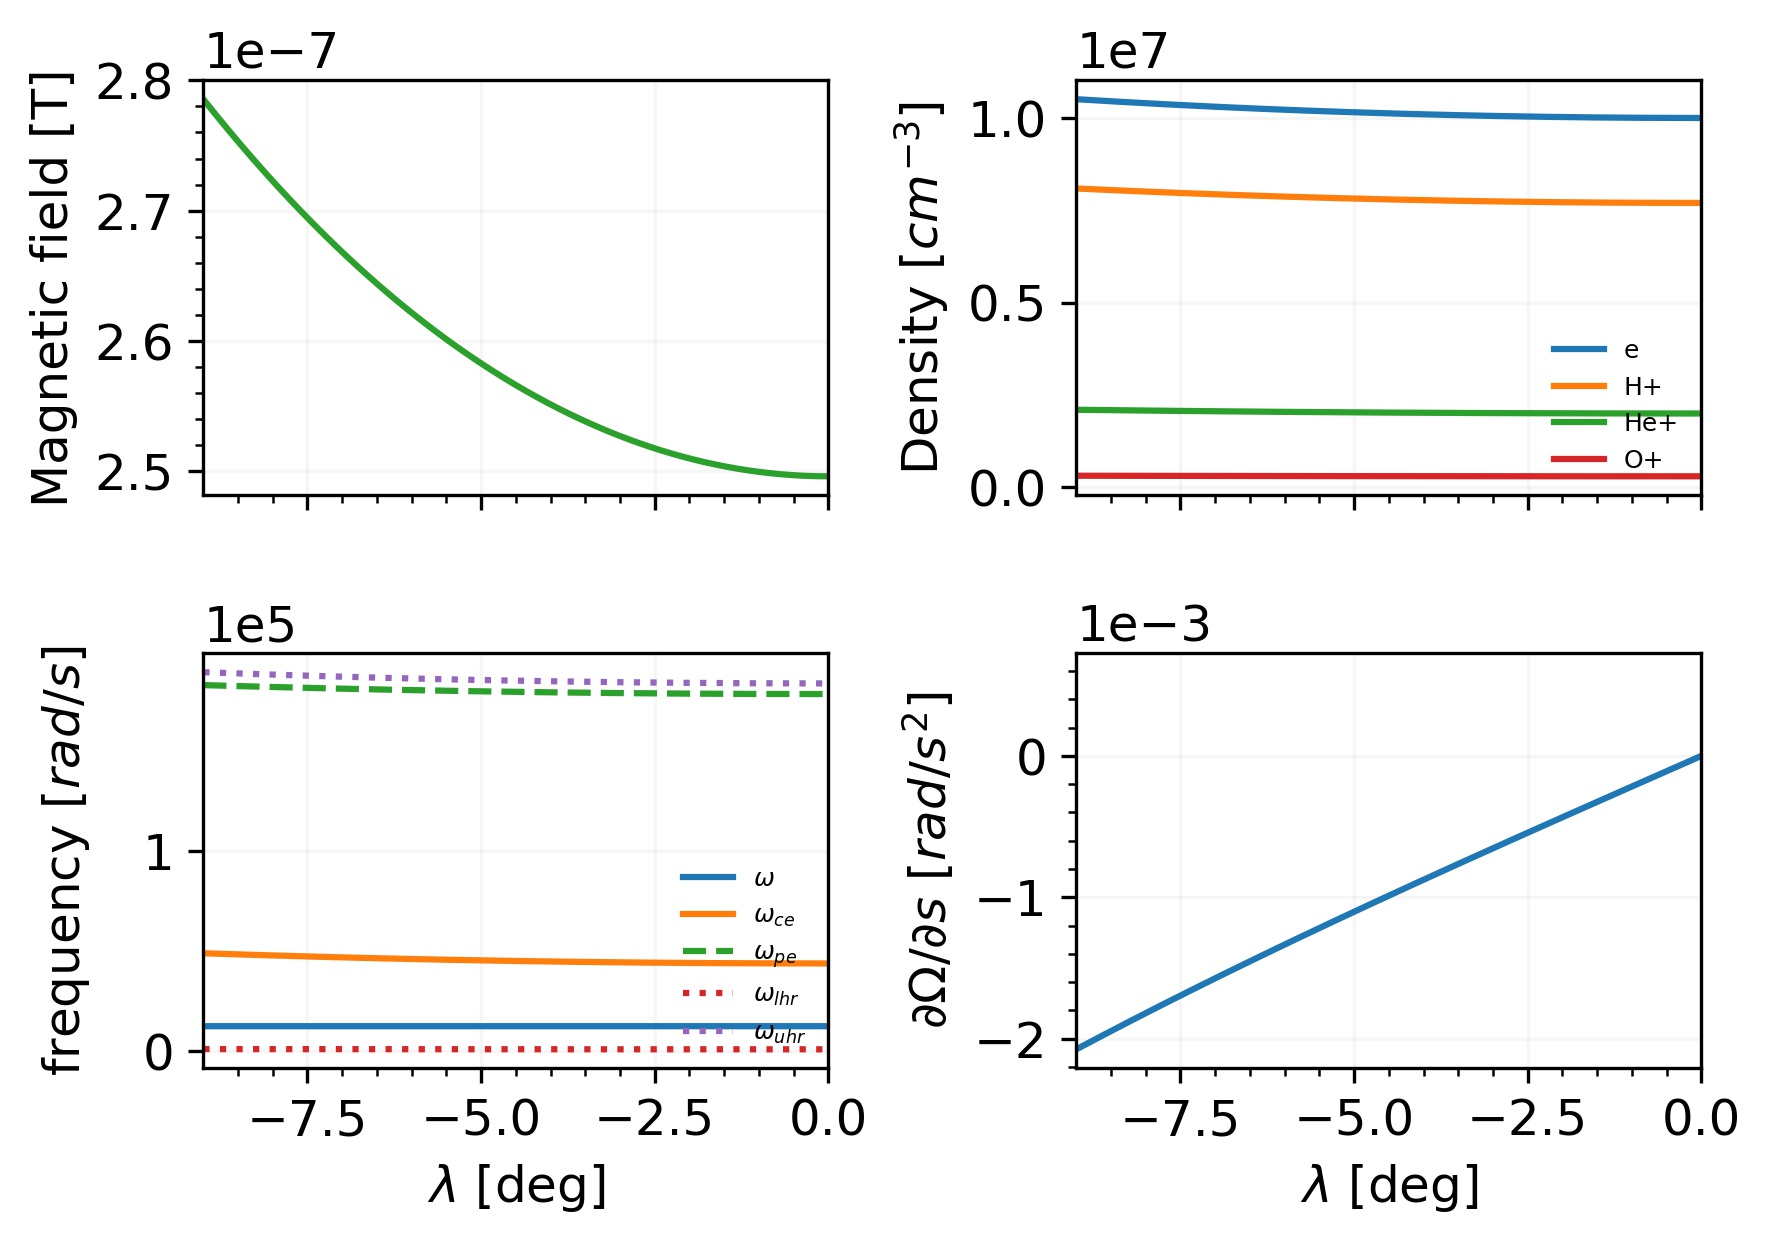 1e−7
Magnetic field [T]
2.8
2.7
2.6
2.5
1e7
Density [cm⁻³]
1.0
0.5
0.0
e
H+
He+
O+
1e5
frequency [rad/s]
1
0
ω
ω_ce
ω_pe
ω_lhr
ω_uhr
−7.5 −5.0 −2.5 0.0
λ [deg]
1e−3
∂Ω/∂s [rad/s²]
0
−1
−2
−7.5 −5.0 −2.5 0.0
λ [deg]